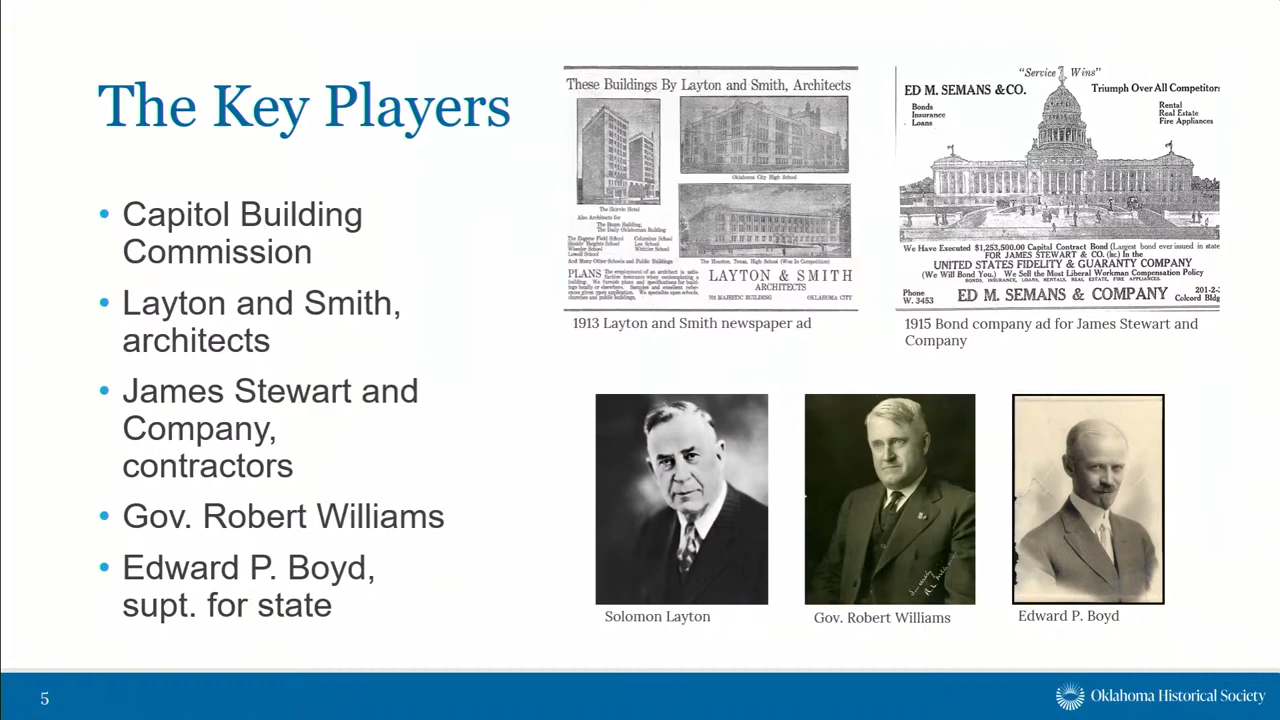 The Key Players
• Capitol Building
Commission
• Layton and Smith,
architects
• James Stewart and
Company,
contractors
• Gov. Robert Williams
• Edward P. Boyd,
supt. for state
These Buildings By Layton and Smith, Architects
Oklahoma City High School
The Skirvin Hotel
Also Architects for
The Baum Building,
The Daily Oklahoman Building
The Eugene Field School
Columbus School
Lee School
Wheeler School
Whittier School
Lowell School
And Many Other Schools and Public Buildings
The Houston, Texas, High School (Won In Competition)
PLANS
LAYTON & SMITH
ARCHITECTS
701 MAJESTIC BUILDING
OKLAHOMA CITY
1913 Layton and Smith newspaper ad
"Service Wins"
ED M. SEMANS & CO.
Triumph Over All Competitors
Bonds
Insurance
Loans
Rental
Real Estate
Fire Appliances
We Have Executed $1,253,500.00 Capital Contract Bond (Largest bond ever issued in state
FOR JAMES STEWART & CO. (Inc.) In the
UNITED STATES FIDELITY & GUARANTY COMPANY
(We Will Bond You.) We Sell the Most Liberal Workman Compensation Policy
BONDS, INSURANCE, LOANS, RENTALS, REAL ESTATE, FIRE APPLIANCES.
Phone
W. 3453
ED M. SEMANS & COMPANY
201-2-
Colcord Bldg
1915 Bond company ad for James Stewart and
Company
Solomon Layton
Gov. Robert Williams
Edward P. Boyd
5
Oklahoma Historical Society